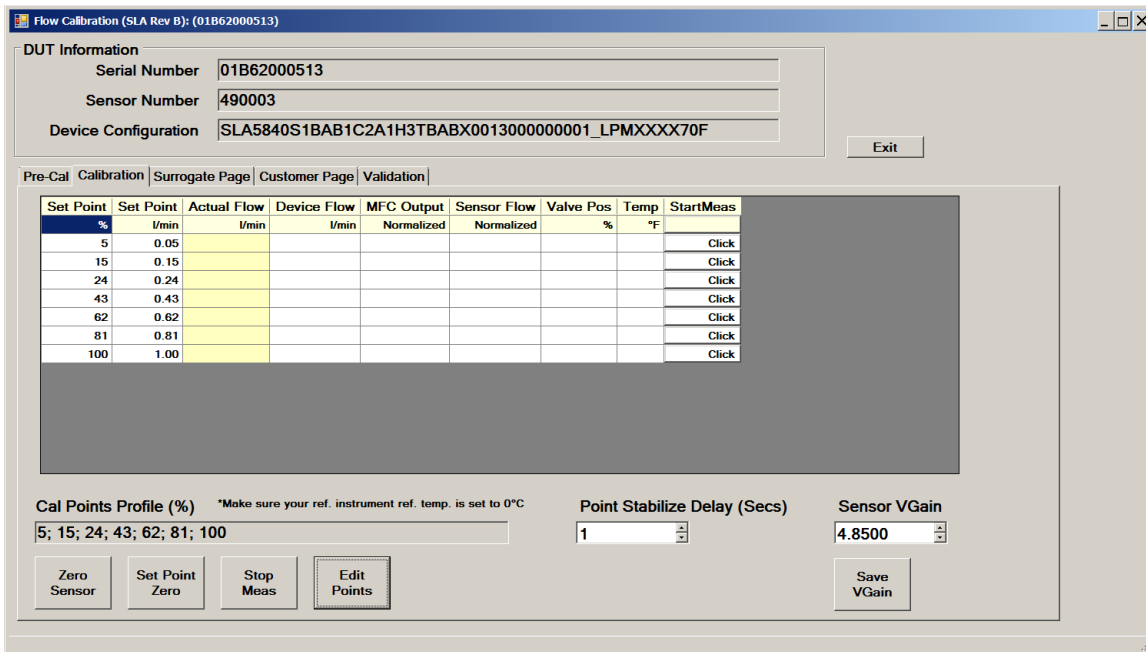 Flow Calibration (SLA Rev B): (01B62000513)
DUT Information
Serial Number 01B62000513
Sensor Number 490003
Device Configuration SLA5840S1BAB1C2A1H3TBABX0013000000001_LPMXXXX70F
Exit
Pre-Cal Calibration Surrogate Page Customer Page Validation
Set Point Set Point Actual Flow Device Flow MFC Output Sensor Flow Valve Pos Temp StartMeas
% l/min l/min l/min Normalized Normalized % °F
5 0.05 Click
15 0.15 Click
24 0.24 Click
43 0.43 Click
62 0.62 Click
81 0.81 Click
100 1.00 Click
Cal Points Profile (%) *Make sure your ref. instrument ref. temp. is set to 0°C Point Stabilize Delay (Secs) Sensor VGain
5; 15; 24; 43; 62; 81; 100 1 4.8500
Zero Sensor Set Point Zero Stop Meas Edit Points Save VGain